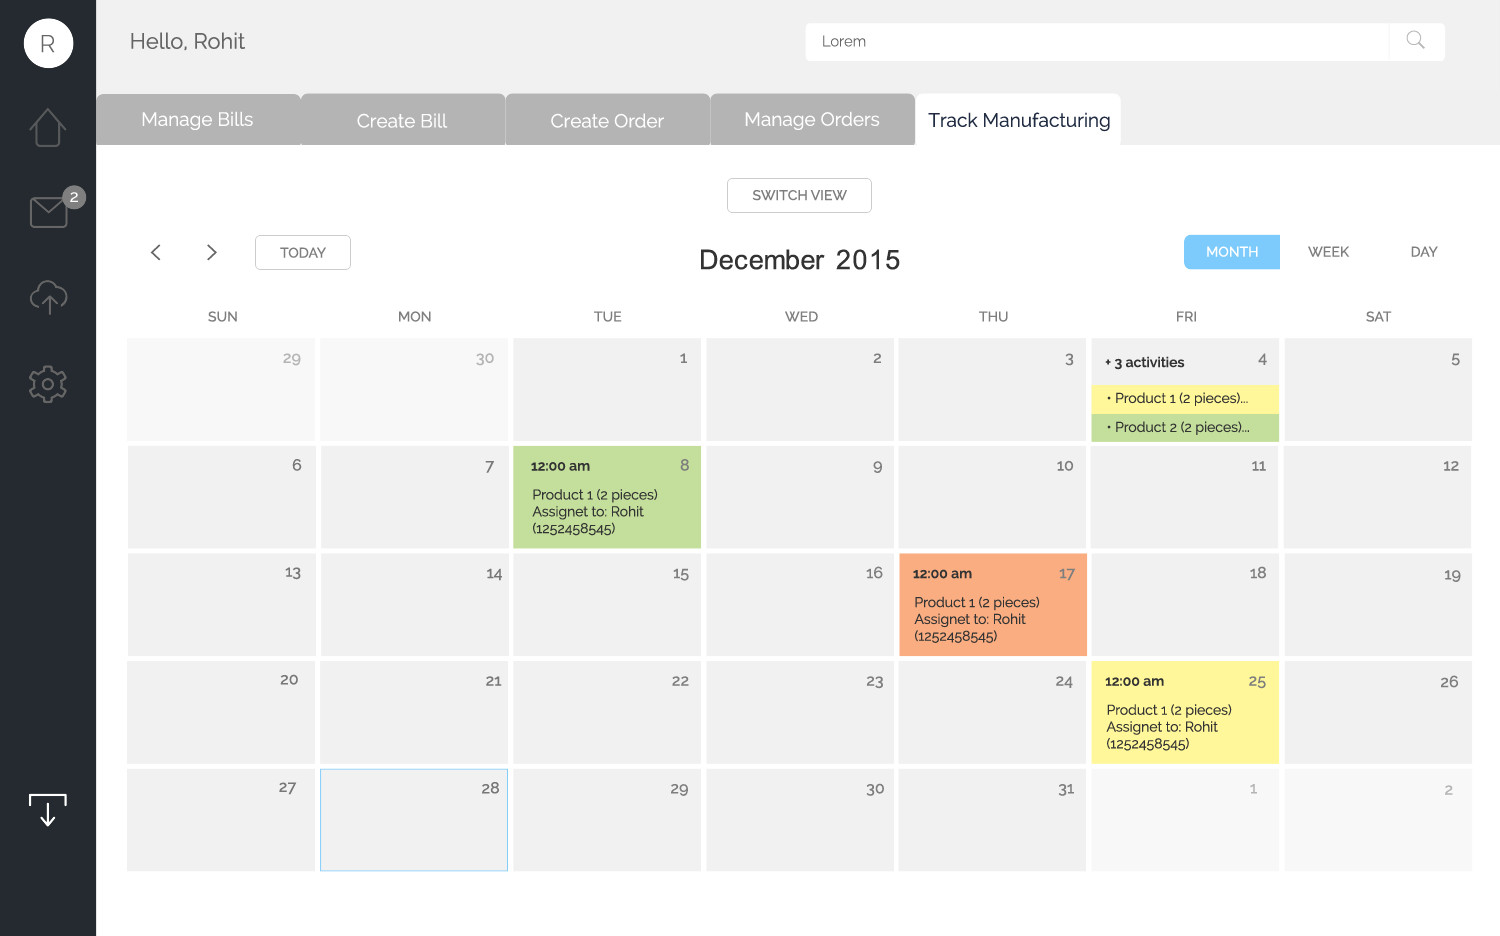 R
Hello, Rohit
Lorem
Manage Bills
Create Bill
Create Order
Manage Orders
Track Manufacturing
2
SWITCH VIEW
TODAY
December 2015
MONTH
WEEK
DAY
SUN
MON
TUE
WED
THU
FRI
SAT
29
30
1
2
3
+ 3 activities 4
• Product 1 (2 pieces)...
• Product 2 (2 pieces)...
5
6
7
12:00 am 8
Product 1 (2 pieces)
Assignet to: Rohit
(1252458545)
9
10
11
12
13
14
15
16
12:00 am 17
Product 1 (2 pieces)
Assignet to: Rohit
(1252458545)
18
19
20
21
22
23
24
12:00 am 25
Product 1 (2 pieces)
Assignet to: Rohit
(1252458545)
26
27
28
29
30
31
1
2